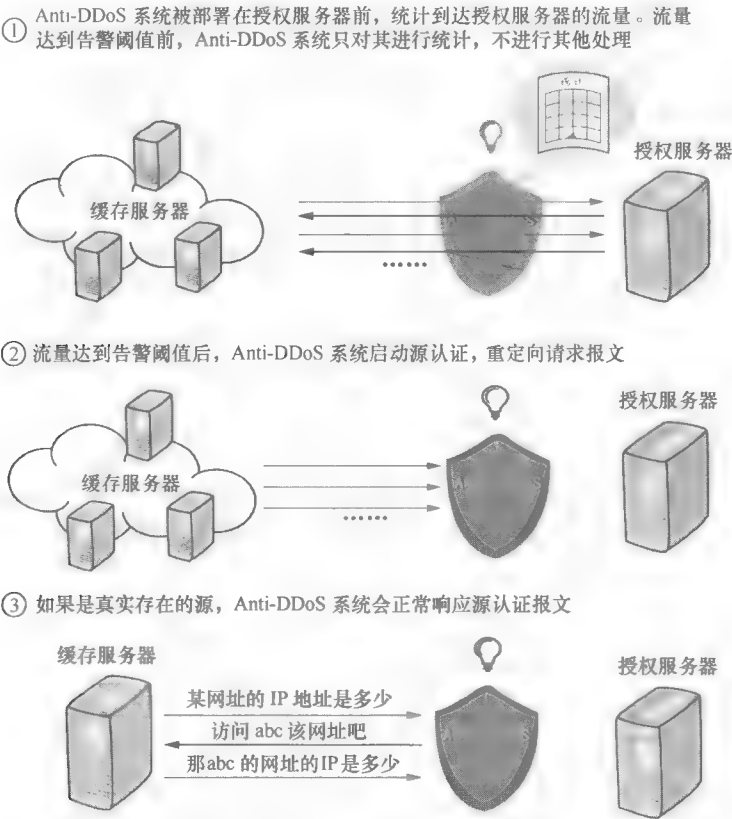 ① Anti-DDoS 系统被部署在授权服务器前，统计到达授权服务器的流量。流量
达到告警阈值前，Anti-DDoS 系统只对其进行统计，不进行其他处理
统计
授权服务器
缓存服务器
……
② 流量达到告警阈值后，Anti-DDoS 系统启动源认证，重定向请求报文
授权服务器
缓存服务器
……
③ 如果是真实存在的源，Anti-DDoS 系统会正常响应源认证报文
缓存服务器
授权服务器
某网址的 IP 地址是多少
访问 abc 该网址吧
那abc 的网址的IP是多少